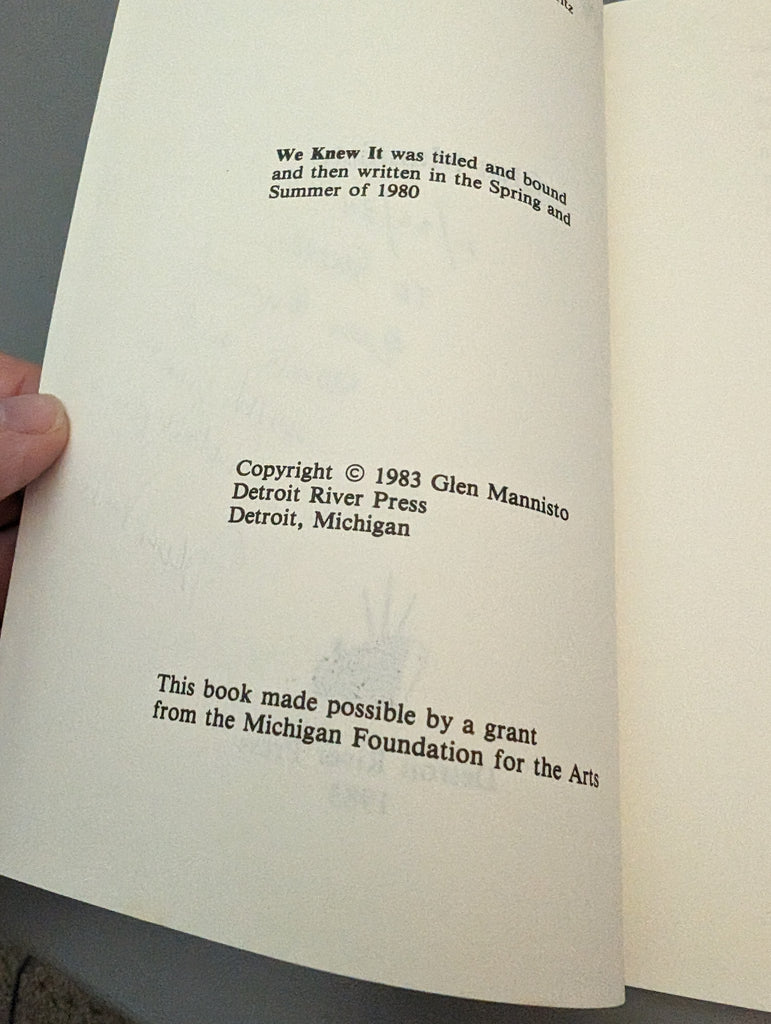 We Knew It was titled and bound
and then written in the Spring and
Summer of 1980
Copyright © 1983 Glen Mannisto
Detroit River Press
Detroit, Michigan
This book made possible by a grant
from the Michigan Foundation for the Arts